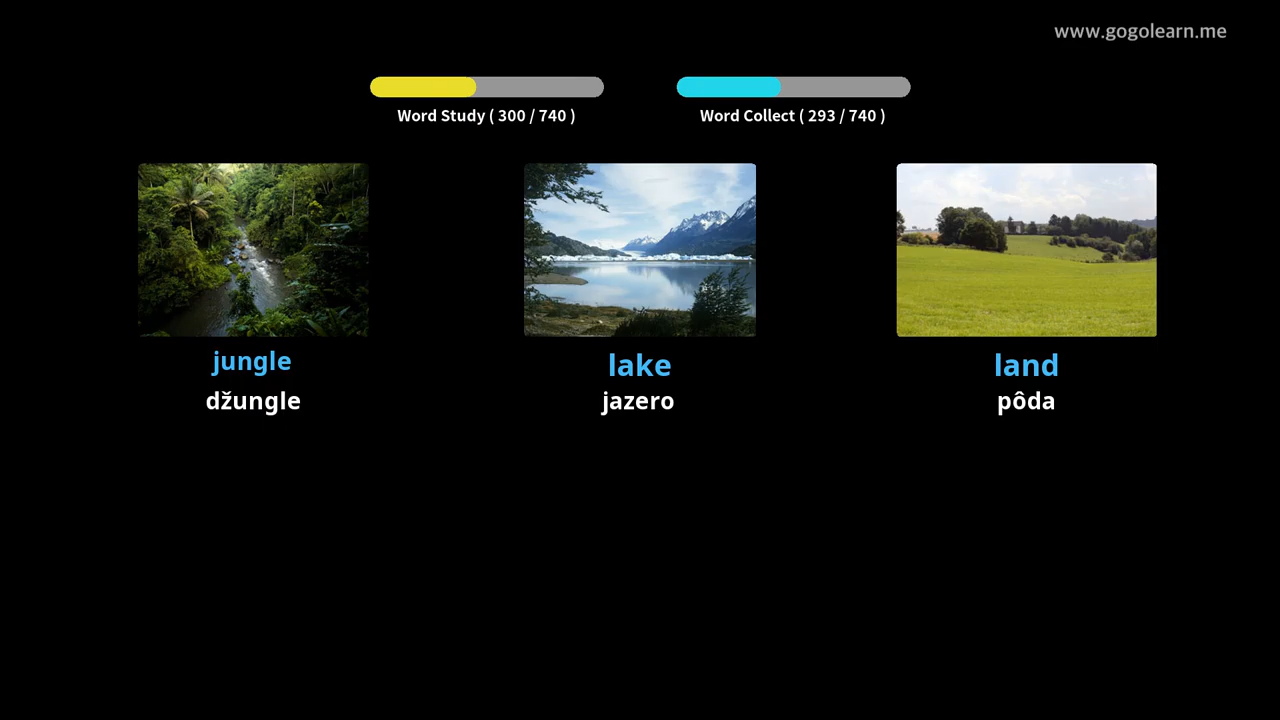 www.gogolearn.me
Word Study ( 300 / 740 )
Word Collect ( 293 / 740 )
jungle
džungle
lake
jazero
land
pôda